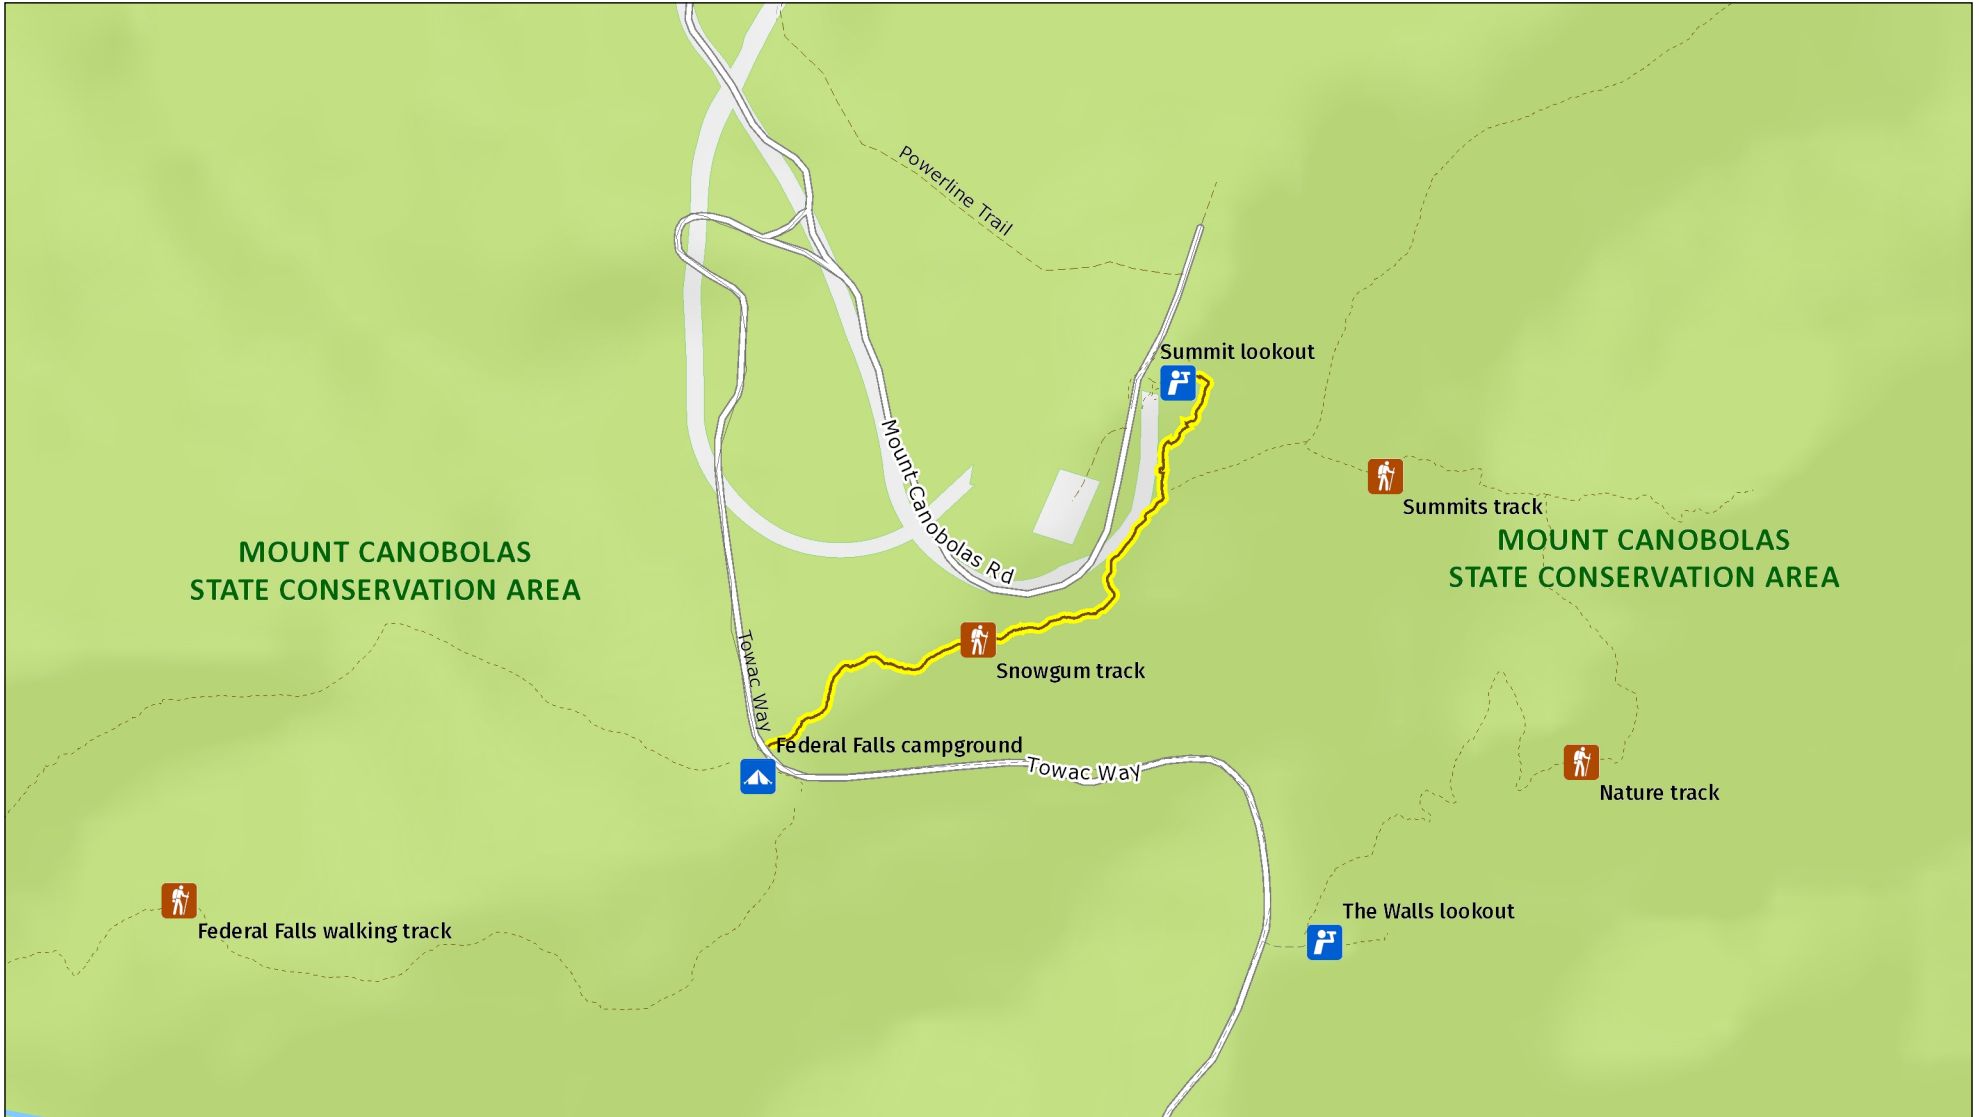 Powerline Trail
Summit lookout
Mount Canobolas Rd
Summits track
MOUNT CANOBOLAS
STATE CONSERVATION AREA
MOUNT CANOBOLAS
STATE CONSERVATION AREA
Towac Way
Snowgum track
Federal Falls campground
Towac Way
Nature track
The Walls lookout
Federal Falls walking track